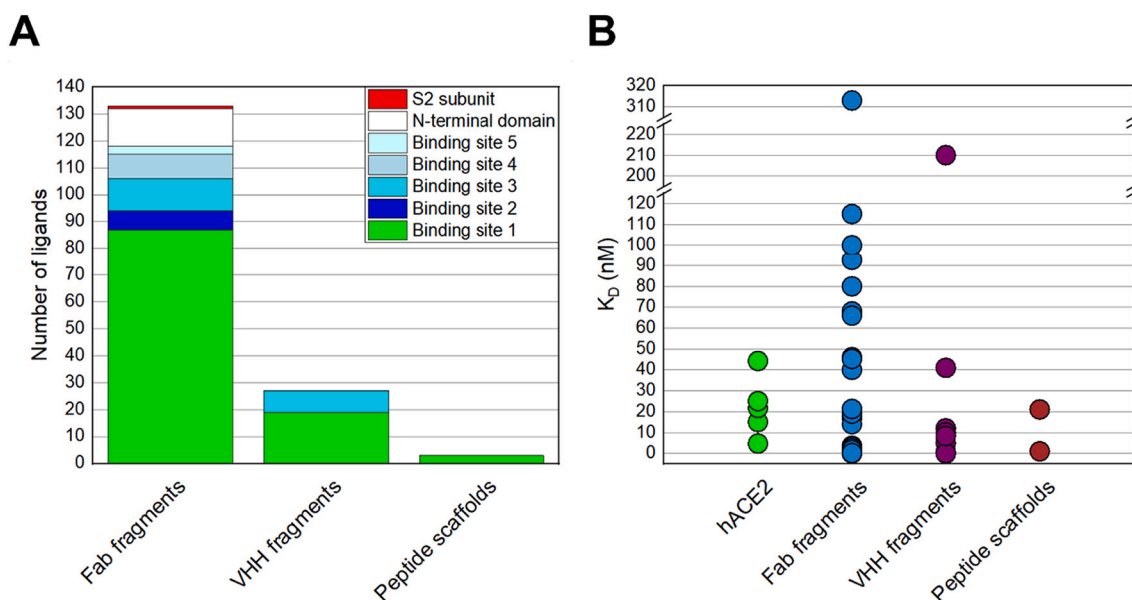 A
B
Number of ligands
140
130
120
110
100
90
80
70
60
50
40
30
20
10
0
S2 subunit
N-terminal domain
Binding site 5
Binding site 4
Binding site 3
Binding site 2
Binding site 1
Fab fragments
VHH fragments
Peptide scaffolds
K_D (nM)
320
310
220
210
200
120
110
100
90
80
70
60
50
40
30
20
10
0
hACE2
Fab fragments
VHH fragments
Peptide scaffolds